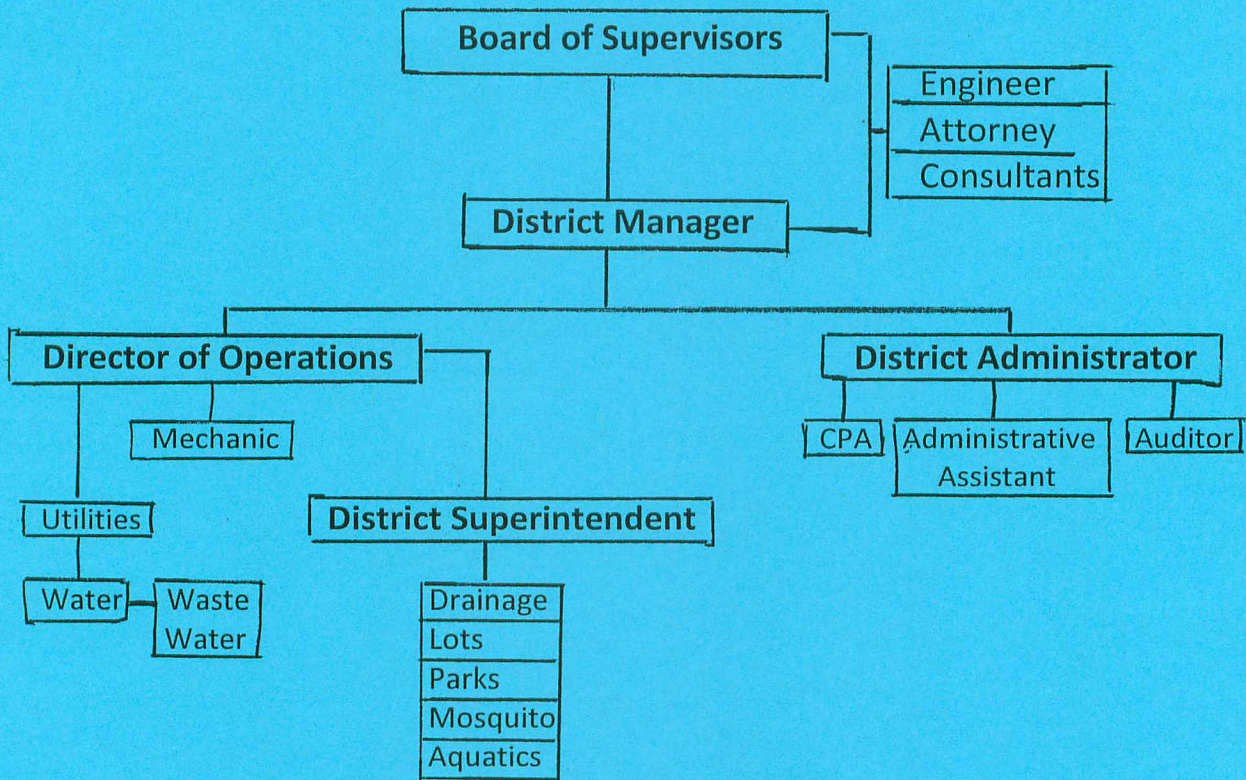 Board of Supervisors
Engineer
Attorney
Consultants
District Manager
Director of Operations
District Administrator
Mechanic
CPA
Administrative
Assistant
Auditor
Utilities
District Superintendent
Water
Waste
Water
Drainage
Lots
Parks
Mosquito
Aquatics